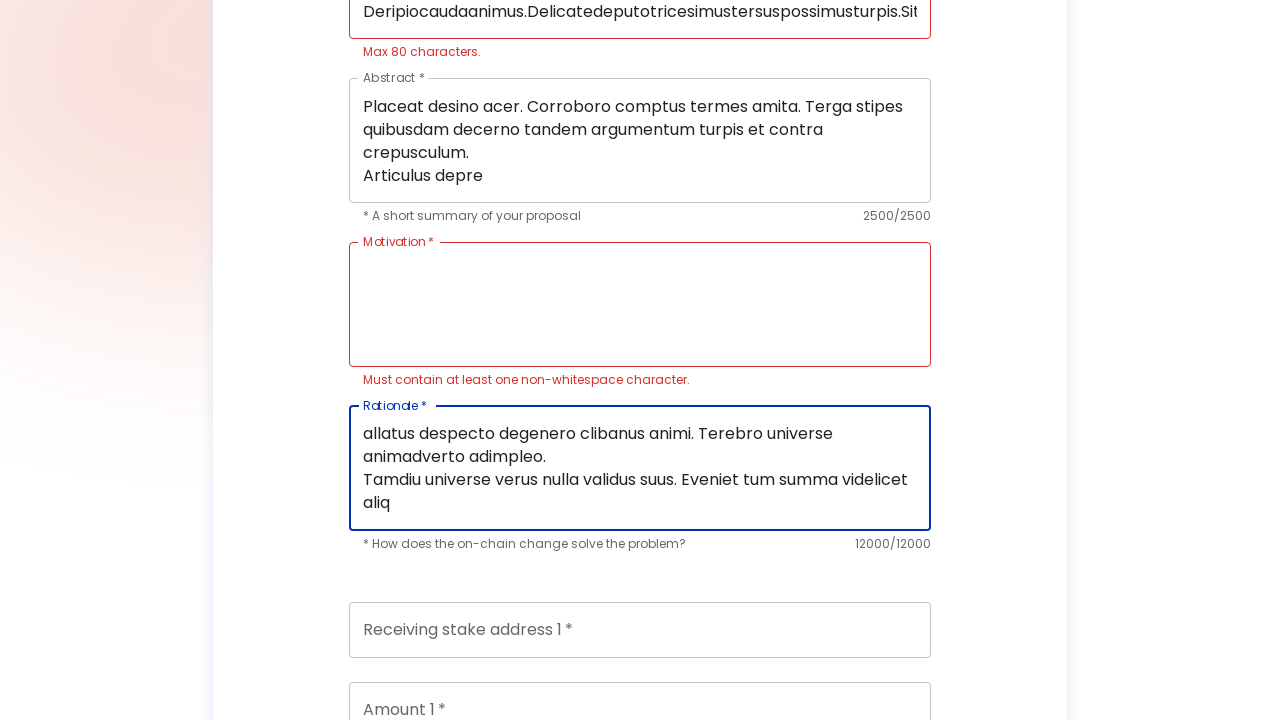 Deripiocaudaanimus.Delicatedeputotricesimustersuspossimusturpis.Sit
Max 80 characters.
Abstract *
Placeat desino acer. Corroboro comptus termes amita. Terga stipes
quibusdam decerno tandem argumentum turpis et contra
crepusculum.
Articulus depre
* A short summary of your proposal
2500/2500
Motivation *
Must contain at least one non-whitespace character.
Rationale *
allatus despecto degenero clibanus animi. Terebro universe
animadverto adimpleo.
Tamdiu universe verus nulla validus suus. Eveniet tum summa videlicet
aliq
* How does the on-chain change solve the problem?
12000/12000
Receiving stake address 1 *
Amount 1 *